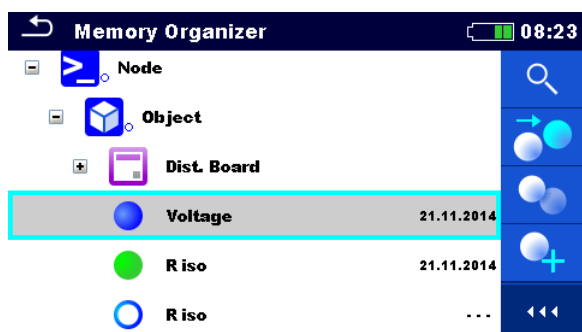 Memory Organizer 08:23
Node
Object
Dist. Board
Voltage 21.11.2014
R iso 21.11.2014
R iso ---